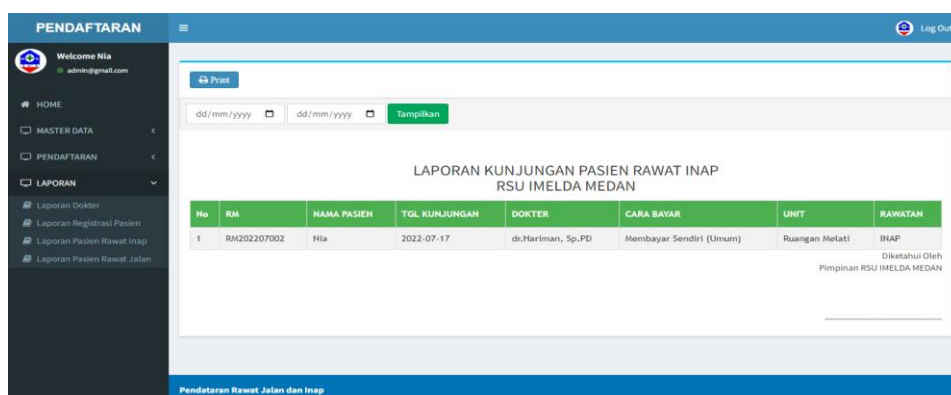 PENDAFTARAN
Log Out
Welcome Nia
admin@gmail.com
HOME
MASTER DATA
PENDAFTARAN
LAPORAN
Laporan Dokter
Laporan Registrasi Pasien
Laporan Pasien Rawat Inap
Laporan Pasien Rawat Jalan
Print
dd/mm/yyyy dd/mm/yyyy Tampilkan
LAPORAN KUNJUNGAN PASIEN RAWAT INAP
RSU IMELDA MEDAN
No RM NAMA PASIEN TGL KUNJUNGAN DOKTER CARA BAYAR UNIT RAWATAN
1 RM202207002 Nia 2022-07-17 dr.Hariman, Sp.PD Membayar Sendiri (Umum) Ruangan Melati INAP
Diketahui Oleh
Pimpinan RSU IMELDA MEDAN
Pendataran Rawat Jalan dan Inap